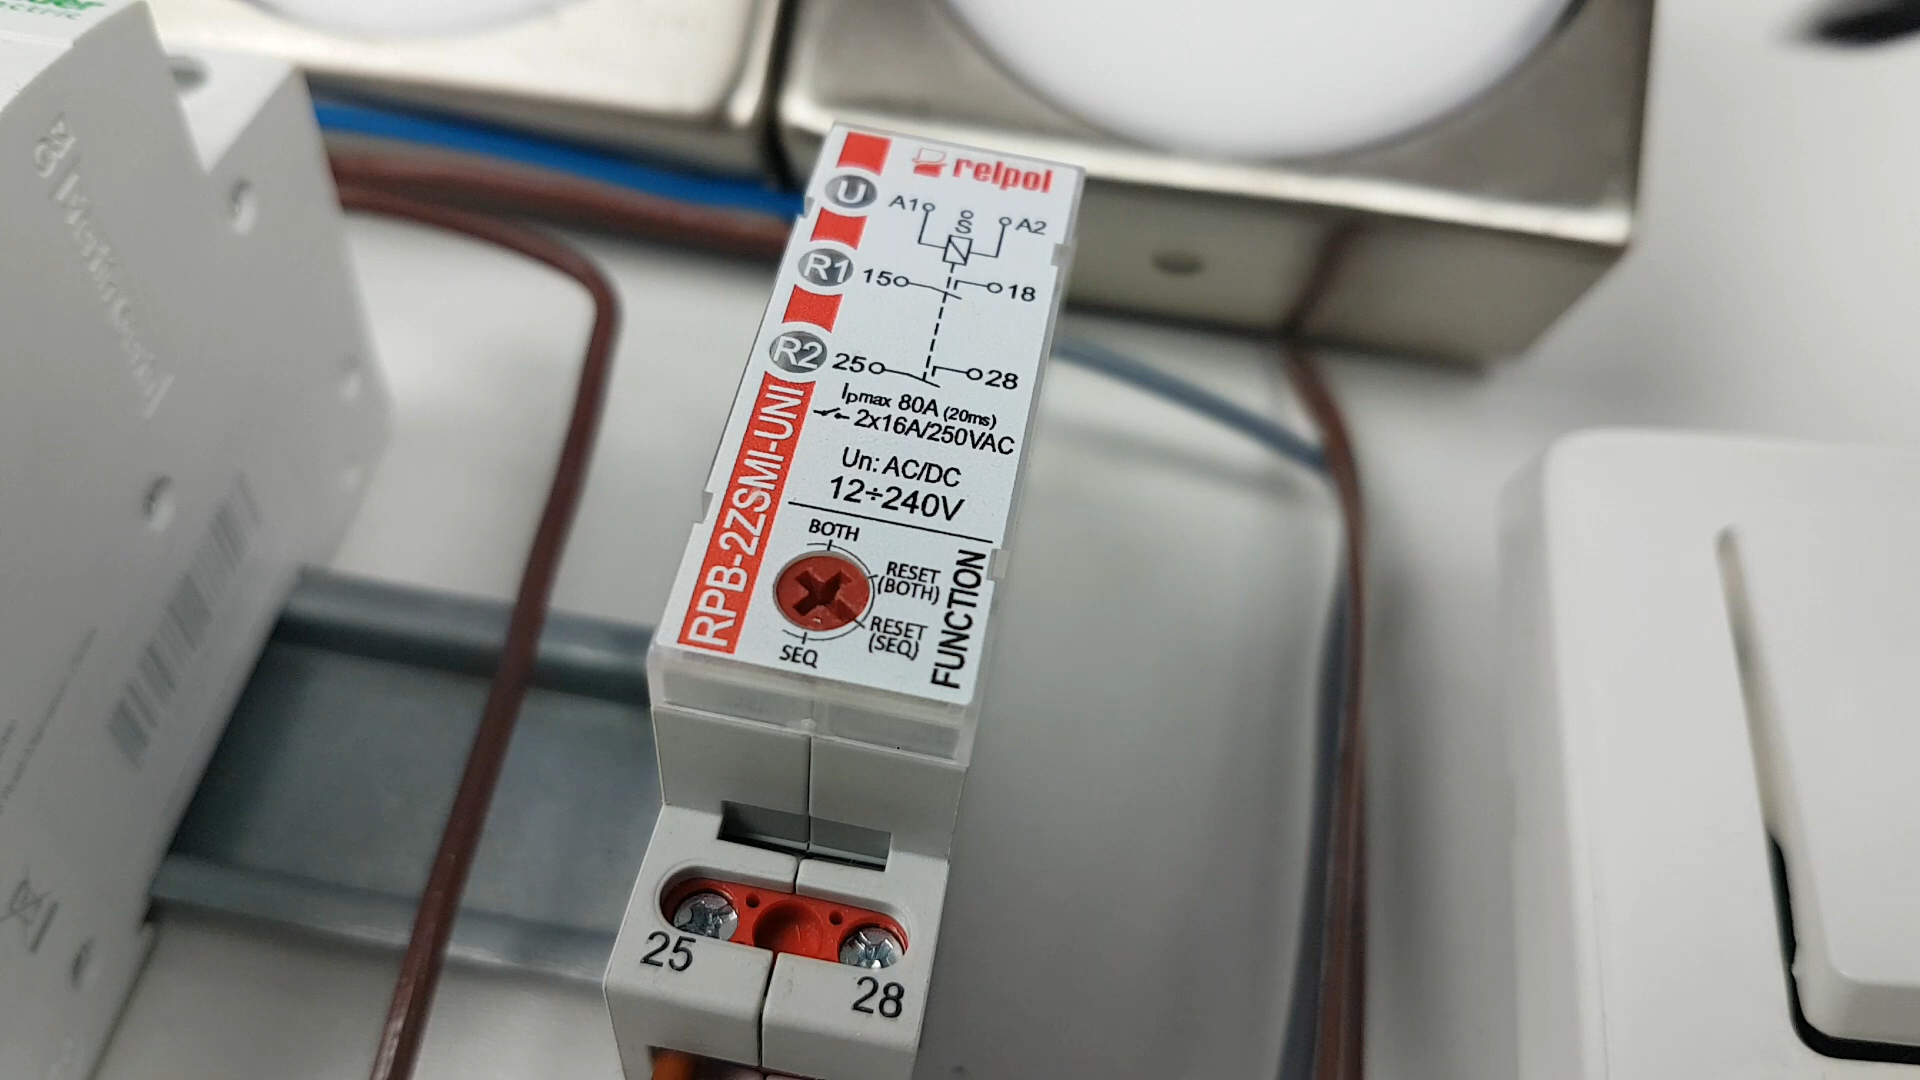 relpol
U
A1
S
A2
R1
15
18
R2
25
28
Ipmax 80A (20ms)
2x16A/250VAC
Un: AC/DC
12÷240V
RPB-2ZSMI-UNI
BOTH
RESET
(BOTH)
RESET
(SEQ)
SEQ
FUNCTION
25
28